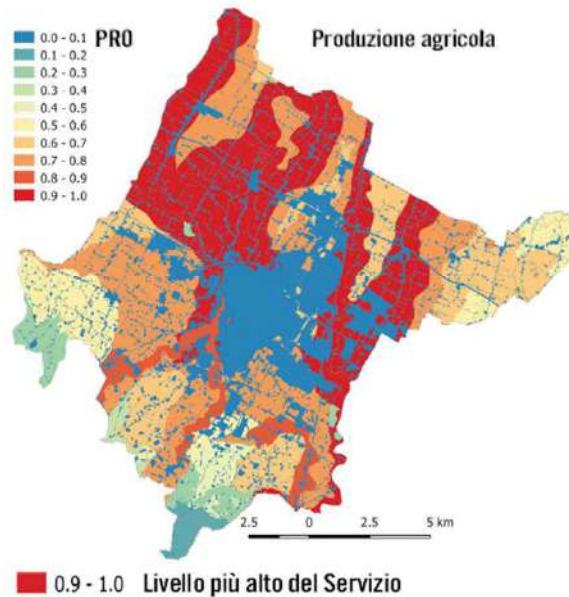 PRO
Produzione agricola
0.0 - 0.1
0.1 - 0.2
0.2 - 0.3
0.3 - 0.4
0.4 - 0.5
0.5 - 0.6
0.6 - 0.7
0.7 - 0.8
0.8 - 0.9
0.9 - 1.0
2.5 0 2.5 5 km
0.9 - 1.0 Livello più alto del Servizio